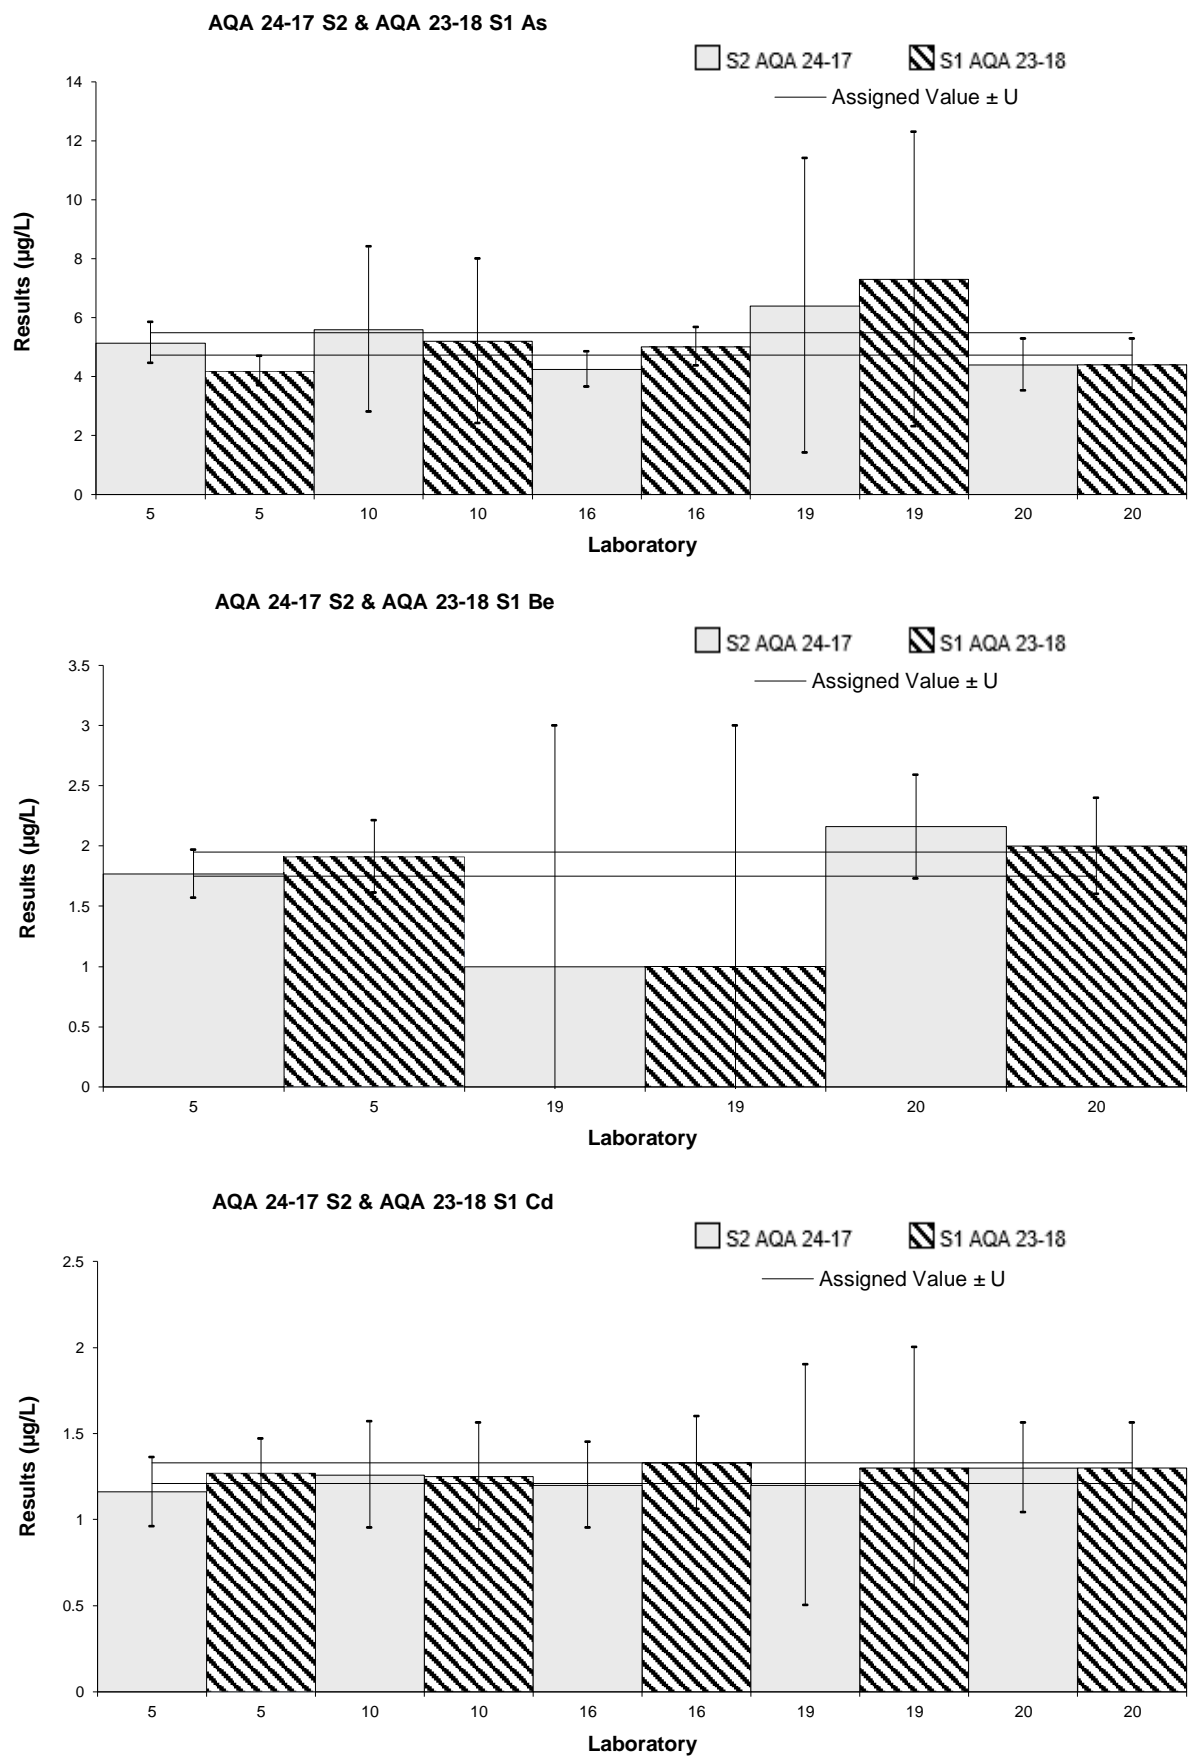 AQA 24-17 S2 & AQA 23-18 S1 As
S2 AQA 24-17 S1 AQA 23-18
Assigned Value ± U
14
12
10
8
6
4
2
0
Results (µg/L)
5 5 10 10 16 16 19 19 20 20
Laboratory
AQA 24-17 S2 & AQA 23-18 S1 Be
S2 AQA 24-17 S1 AQA 23-18
Assigned Value ± U
3.5
3
2.5
2
1.5
1
0.5
0
Results (µg/L)
5 5 19 19 20 20
Laboratory
AQA 24-17 S2 & AQA 23-18 S1 Cd
S2 AQA 24-17 S1 AQA 23-18
Assigned Value ± U
2.5
2
1.5
1
0.5
0
Results (µg/L)
5 5 10 10 16 16 19 19 20 20
Laboratory